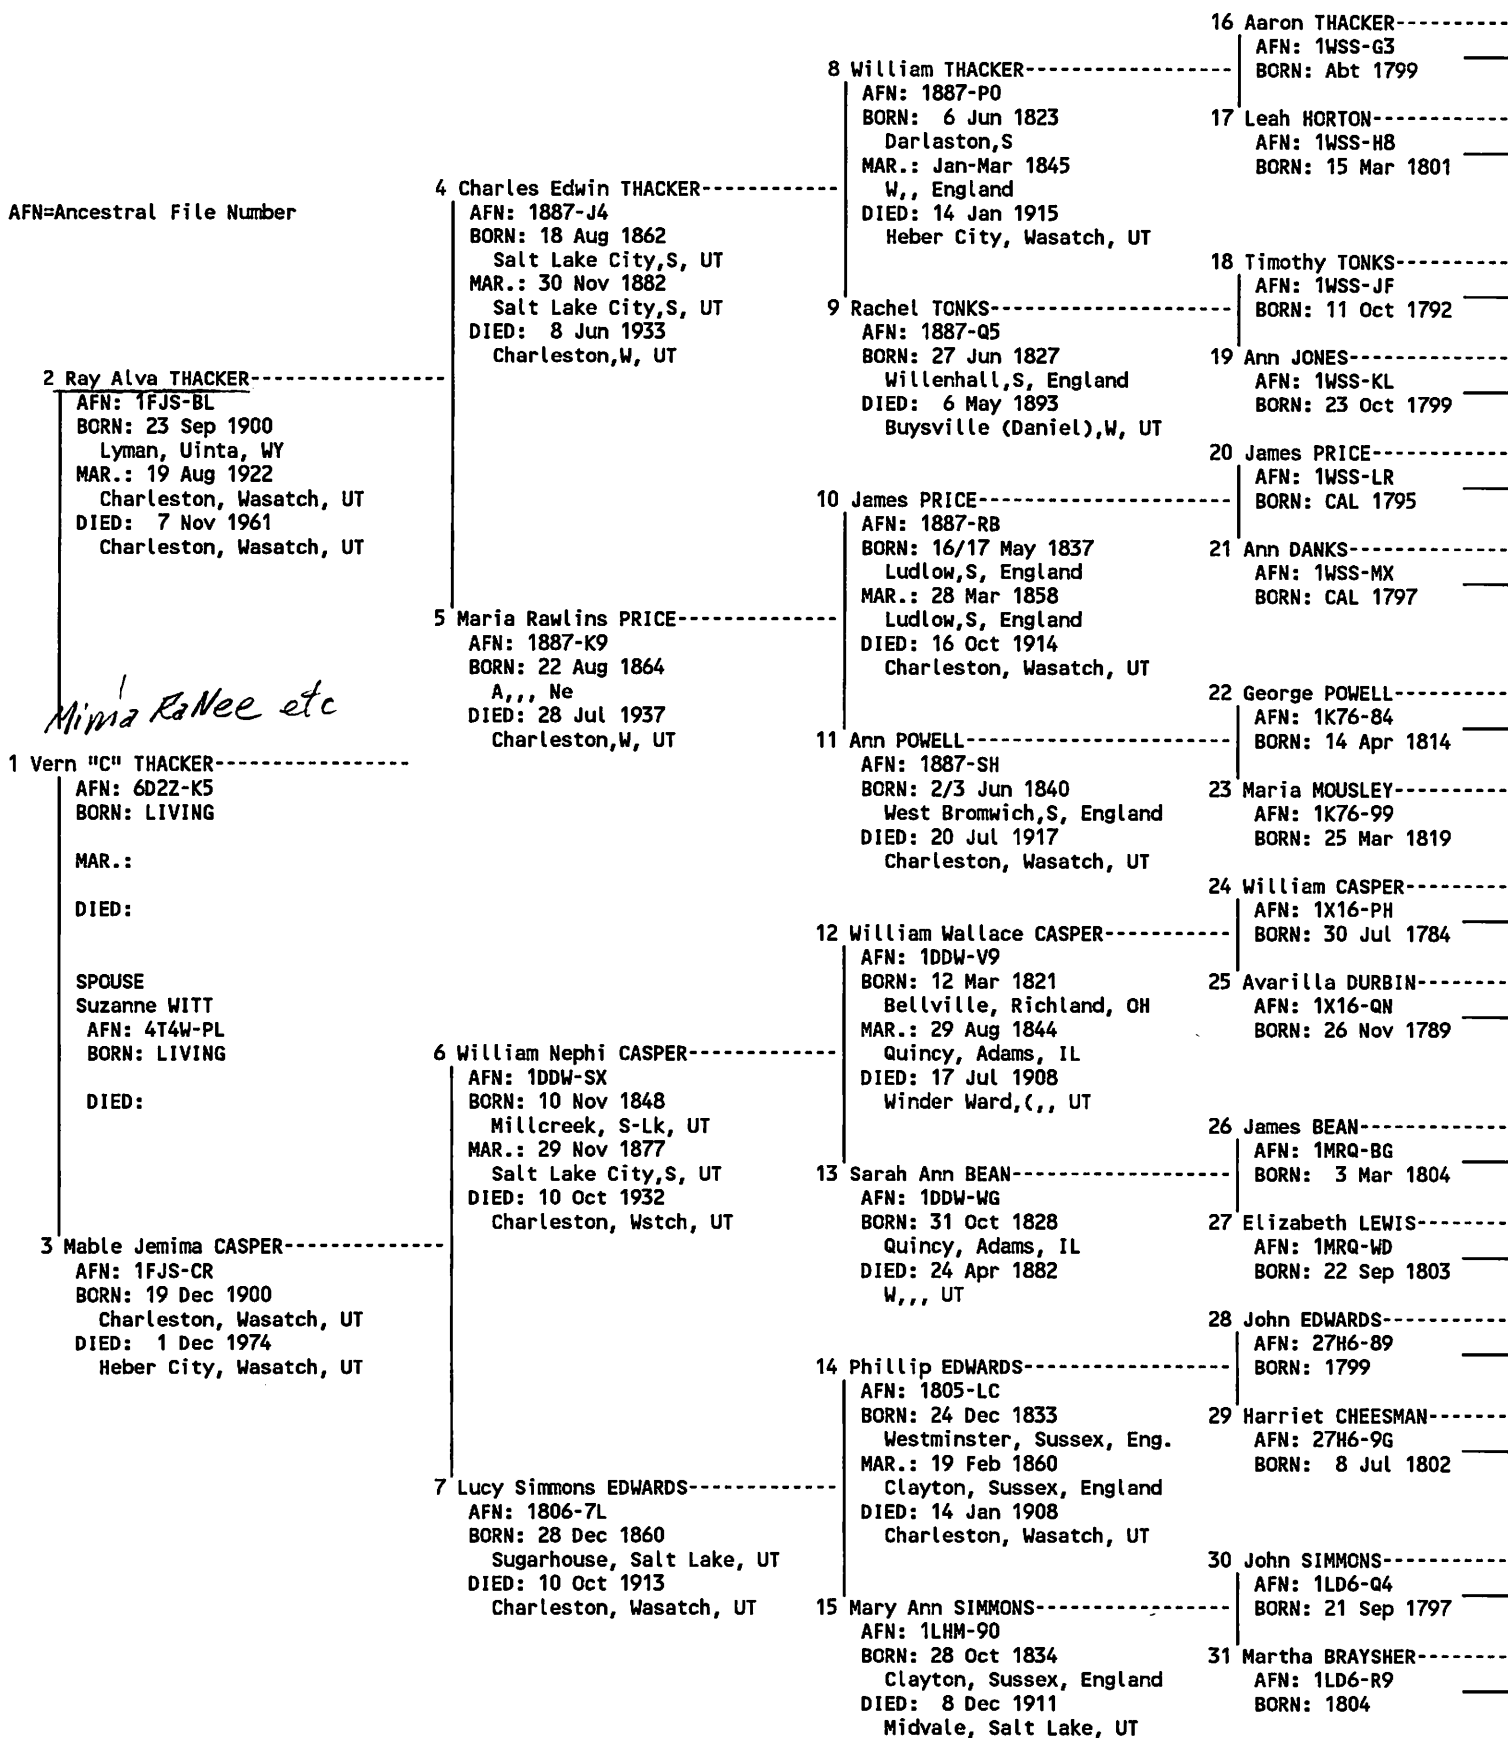 AFN=Ancestral File Number
1 Vern "C" THACKER
AFN: 6D2Z-K5
BORN: LIVING
MAR.:
DIED:
SPOUSE
Suzanne WITT
AFN: 4T4W-PL
BORN: LIVING
DIED:
RaNee etc
2 Ray Alva THACKER
AFN: 1FJS-BL
BORN: 23 Sep 1900
Lyman, Uinta, WY
MAR.: 19 Aug 1922
Charleston, Wasatch, UT
DIED: 7 Nov 1961
Charleston, Wasatch, UT
3 Mable Jemima CASPER
AFN: 1FJS-CR
BORN: 19 Dec 1900
Charleston, Wasatch, UT
DIED: 1 Dec 1974
Heber City, Wasatch, UT
4 Charles Edwin THACKER
AFN: 1887-J4
BORN: 18 Aug 1862
Salt Lake City,S, UT
MAR.: 30 Nov 1882
Salt Lake City,S, UT
DIED: 8 Jun 1933
Charleston,W, UT
5 Maria Rawlins PRICE
AFN: 1887-K9
BORN: 22 Aug 1864
A,,, Ne
DIED: 28 Jul 1937
Charleston,W, UT
6 William Nephi CASPER
AFN: 1DDW-SX
BORN: 10 Nov 1848
Millcreek, S-Lk, UT
MAR.: 29 Nov 1877
Salt Lake City,S, UT
DIED: 10 Oct 1932
Charleston, Wstch, UT
7 Lucy Simmons EDWARDS
AFN: 1806-7L
BORN: 28 Dec 1860
Sugarhouse, Salt Lake, UT
DIED: 10 Oct 1913
Charleston, Wasatch, UT
8 William THACKER
AFN: 1887-P0
BORN: 6 Jun 1823
Darlaston,S
MAR.: Jan-Mar 1845
W,, England
DIED: 14 Jan 1915
Heber City, Wasatch, UT
9 Rachel TONKS
AFN: 1887-Q5
BORN: 27 Jun 1827
Willenhall,S, England
DIED: 6 May 1893
Buysville (Daniel),W, UT
10 James PRICE
AFN: 1887-RB
BORN: 16/17 May 1837
Ludlow,S, England
MAR.: 28 Mar 1858
Ludlow,S, England
DIED: 16 Oct 1914
Charleston, Wasatch, UT
11 Ann POWELL
AFN: 1887-SH
BORN: 2/3 Jun 1840
West Bromwich,S, England
DIED: 20 Jul 1917
Charleston, Wasatch, UT
12 William Wallace CASPER
AFN: 1DDW-V9
BORN: 12 Mar 1821
Bellville, Richland, OH
MAR.: 29 Aug 1844
Quincy, Adams, IL
DIED: 17 Jul 1908
Winder Ward,(,, UT
13 Sarah Ann BEAN
AFN: 1DDW-WG
BORN: 31 Oct 1828
Quincy, Adams, IL
DIED: 24 Apr 1882
W,,, UT
14 Phillip EDWARDS
AFN: 1805-LC
BORN: 24 Dec 1833
Westminster, Sussex, Eng.
MAR.: 19 Feb 1860
Clayton, Sussex, England
DIED: 14 Jan 1908
Charleston, Wasatch, UT
15 Mary Ann SIMMONS
AFN: 1LHM-90
BORN: 28 Oct 1834
Clayton, Sussex, England
DIED: 8 Dec 1911
Midvale, Salt Lake, UT
16 Aaron THACKER
AFN: 1WSS-G3
BORN: Abt 1799
17 Leah HORTON
AFN: 1WSS-H8
BORN: 15 Mar 1801
18 Timothy TONKS
AFN: 1WSS-JF
BORN: 11 Oct 1792
19 Ann JONES
AFN: 1WSS-KL
BORN: 23 Oct 1799
20 James PRICE
AFN: 1WSS-LR
BORN: CAL 1795
21 Ann DANKS
AFN: 1WSS-MX
BORN: CAL 1797
22 George POWELL
AFN: 1K76-84
BORN: 14 Apr 1814
23 Maria MOUSLEY
AFN: 1K76-99
BORN: 25 Mar 1819
24 William CASPER
AFN: 1X16-PH
BORN: 30 Jul 1784
25 Avarilla DURBIN
AFN: 1X16-QN
BORN: 26 Nov 1789
26 James BEAN
AFN: 1MRQ-BG
BORN: 3 Mar 1804
27 Elizabeth LEWIS
AFN: 1MRQ-WD
BORN: 22 Sep 1803
28 John EDWARDS
AFN: 27H6-89
BORN: 1799
29 Harriet CHEESMAN
AFN: 27H6-9G
BORN: 8 Jul 1802
30 John SIMMONS
AFN: 1LD6-Q4
BORN: 21 Sep 1797
31 Martha BRAYSHER
AFN: 1LD6-R9
BORN: 1804